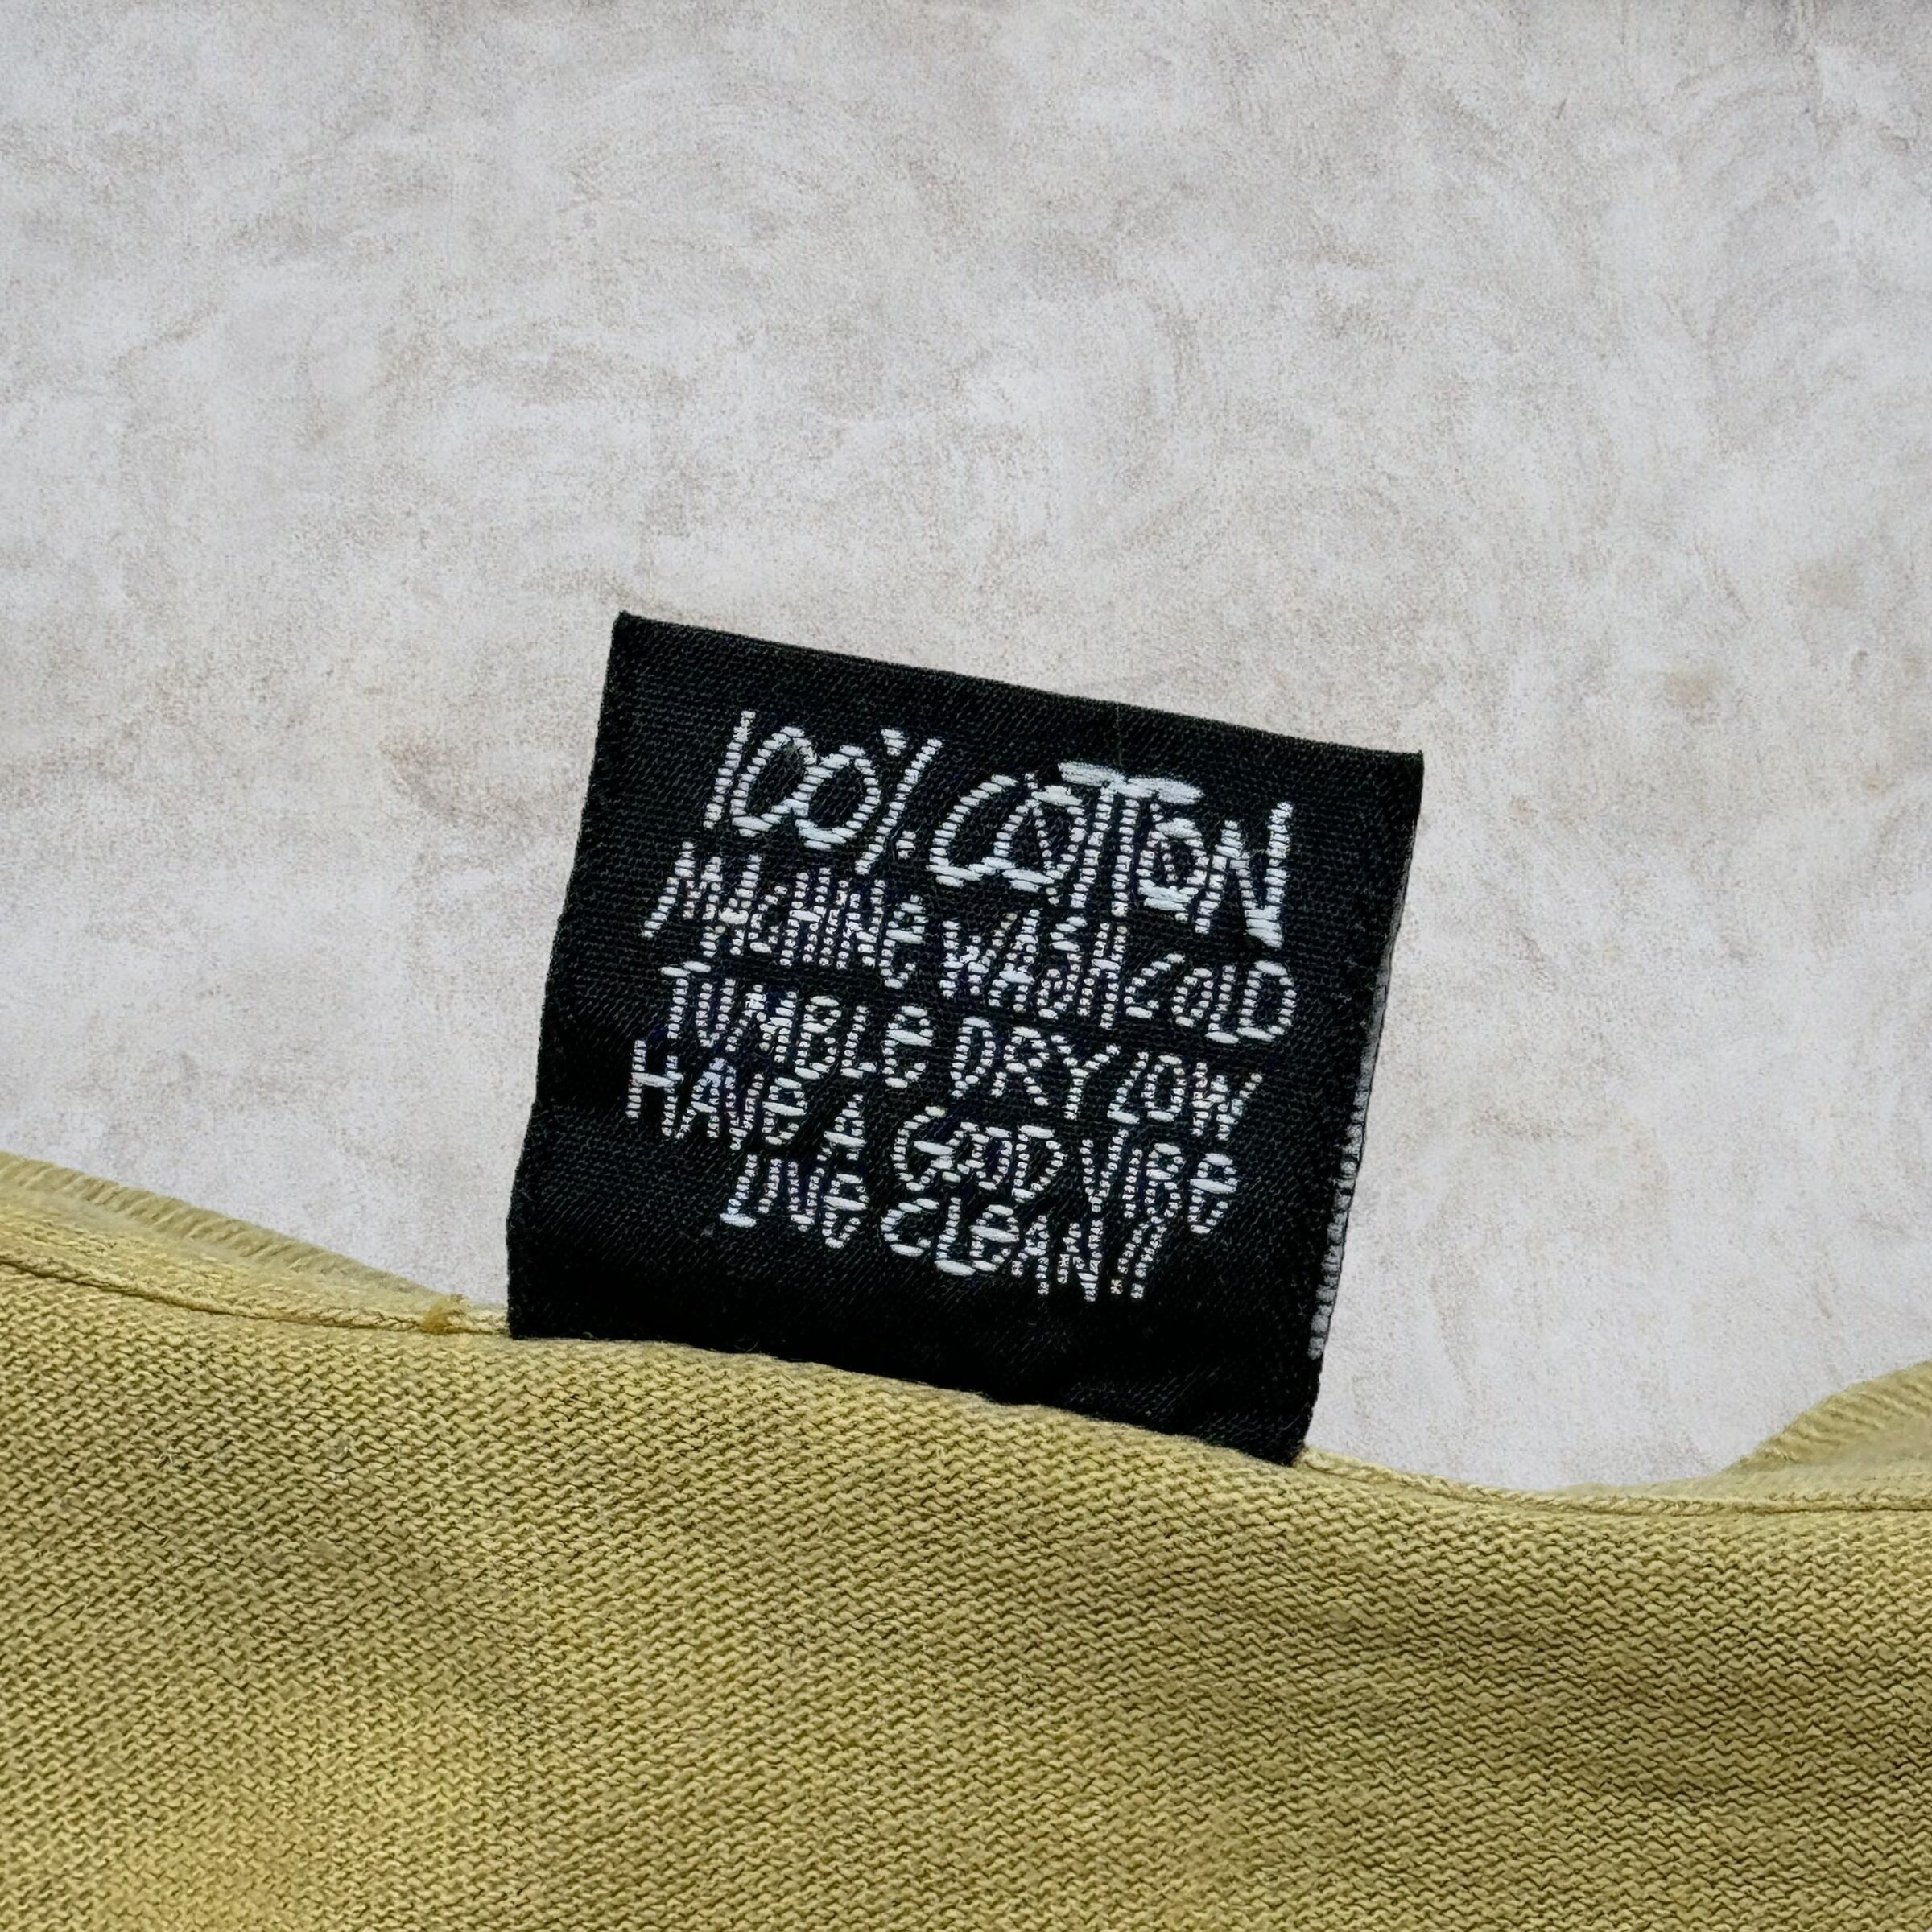 100% COTTON
MACHINE WASH COLD
TUMBLE DRY LOW
HAVE A GOOD VIBE
LIVE CLEAN!!